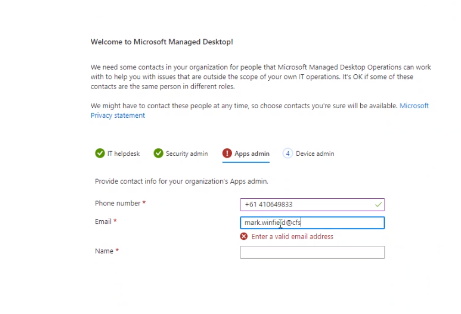 Welcome to Microsoft Managed Desktop!
We need some contacts in your organization for people that Microsoft Managed Desktop Operations can work
with to help you with issues that are outside the scope of your own IT operations. It's OK if some of these
contacts are the same person in different roles.
We might have to contact these people at any time, so choose contacts you're sure will be available. Microsoft
Privacy statement
IT helpdesk Security admin Apps admin 4 Device admin
Provide contact info for your organization's Apps admin.
Phone number * +61 410649833
Email * mark.winfield@cfs
Enter a valid email address
Name *